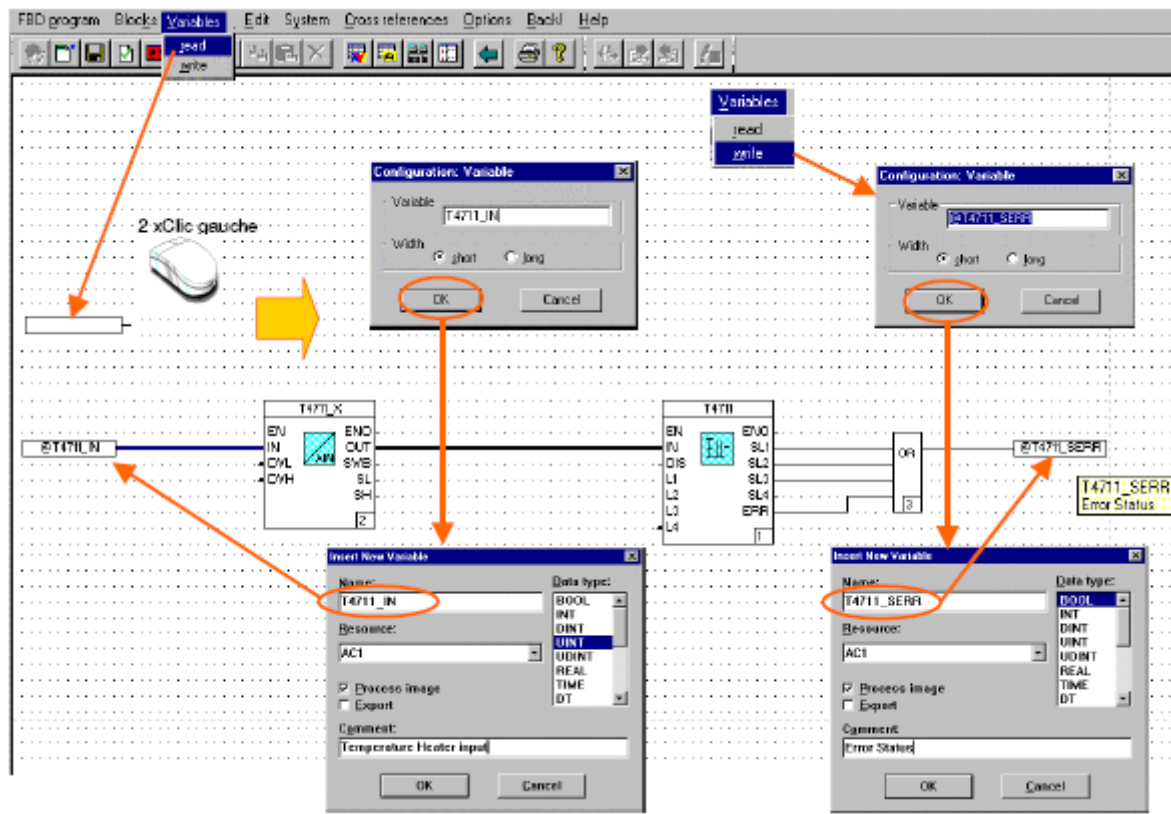 FBD program Blocks Variables Edit System Cross references Options Back! Help
read
write
Variables
read
write
Configuration: Variable
Variable
T4711_IN
Width
short long
OK Cancel
Configuration: Variable
Variable
@T4711_SERR
Width
short long
OK Cancel
2 xClic gauche
@T4711_IN
T4711_X
EN ENO
IN OUT
OVL SWB
OVH SL
SH
AIN
2
T4711
EN ENO
IN SL1
DIS SL2
L1 SL3
L2 SL4
L3 ERR
L4
1
OR
3
@T4711_SERR
T4711_SERR
Error Status
Insert New Variable
Name:
T4711_IN
Resource:
AC1
Process image
Export
Comment:
Temperature Heater input
Data type:
BOOL
INT
DINT
UINT
UDINT
REAL
TIME
DT
OK Cancel
Insert New Variable
Name:
T4711_SERR
Resource:
AC1
Process image
Export
Comment
Error Status
Data type:
BOOL
INT
DINT
UINT
UDINT
REAL
TIME
DT
OK Cancel